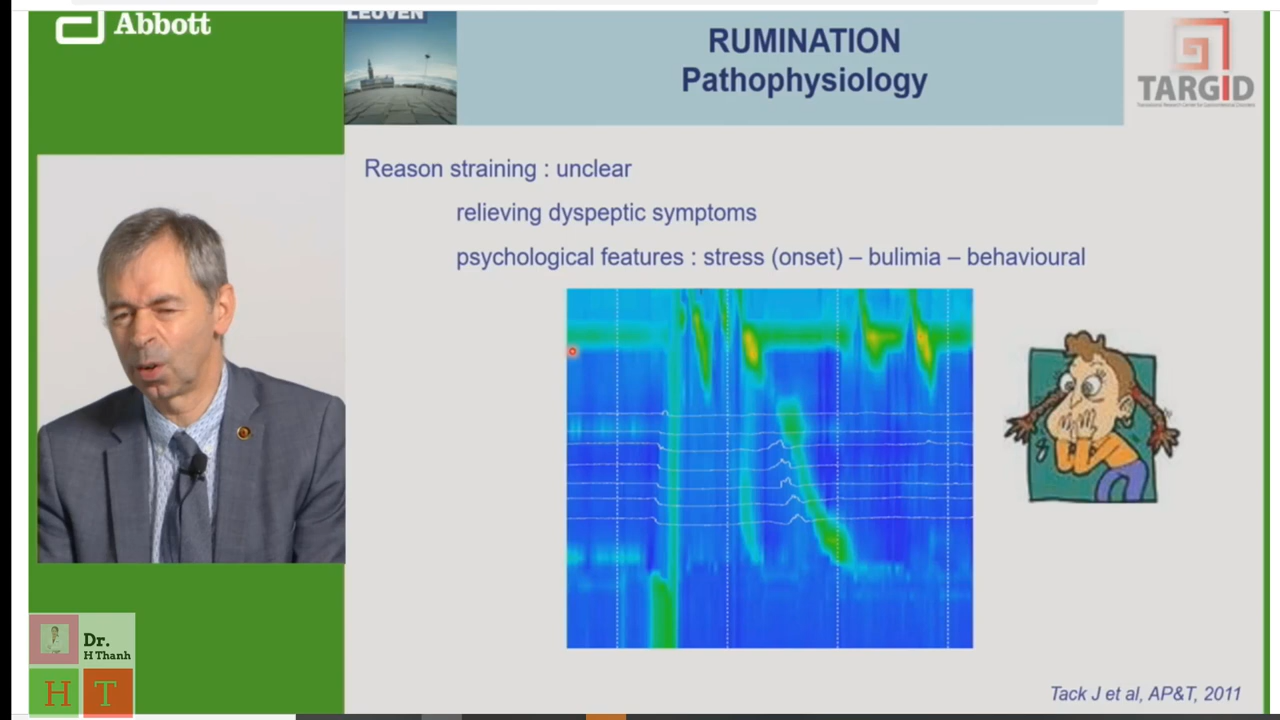 Abbott
LEUVEN
RUMINATION
Pathophysiology
TARGID
Reason straining : unclear
relieving dyspeptic symptoms
psychological features : stress (onset) – bulimia – behavioural
Dr.
H Thanh
H T
Tack J et al, AP&T, 2011